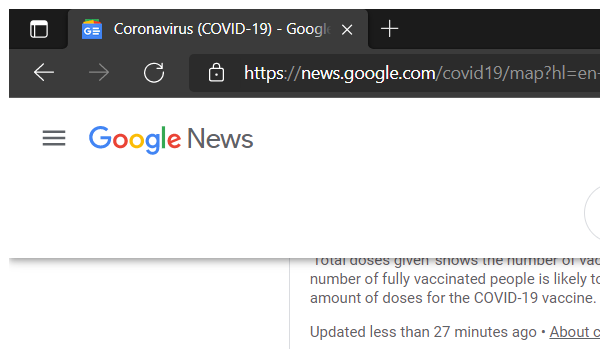 Coronavirus (COVID-19) - Google
https://news.google.com/covid19/map?hl=en-
Google News
'Total doses given' shows the number of vac
number of fully vaccinated people is likely to
amount of doses for the COVID-19 vaccine.
Updated less than 27 minutes ago • About c